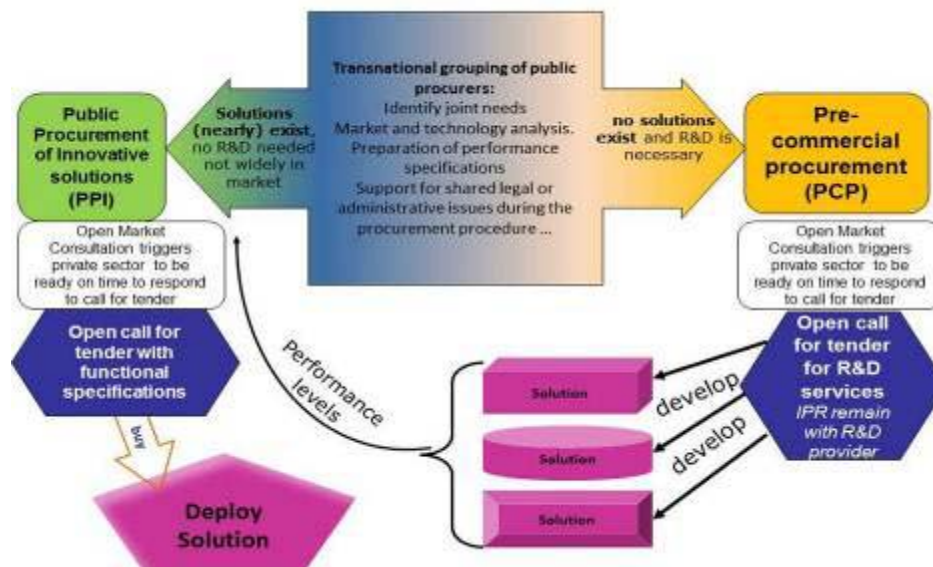 Transnational grouping of public
procurers:
Identify joint needs
Market and technology analysis.
Preparation of performance
specifications
Support for shared legal or
administrative issues during the
procurement procedure ...
Public
Procurement
of Innovative
solutions
(PPI)
Solutions
(nearly) exist,
no R&D needed
not widely in
market
no solutions
exist and R&D is
necessary
Pre-
commercial
procurement
(PCP)
Open Market
Consultation triggers
private sector to be
ready on time to respond
to call for tender
Open Market
Consultation triggers
private sector to be
ready on time to respond
to call for tender
Open call for
tender with
functional
specifications
Open call
for tender
for R&D
services
IPR remain
with R&D
provider
Performance
levels
Solution
develop
Solution
develop
Solution
buy
Deploy
Solution